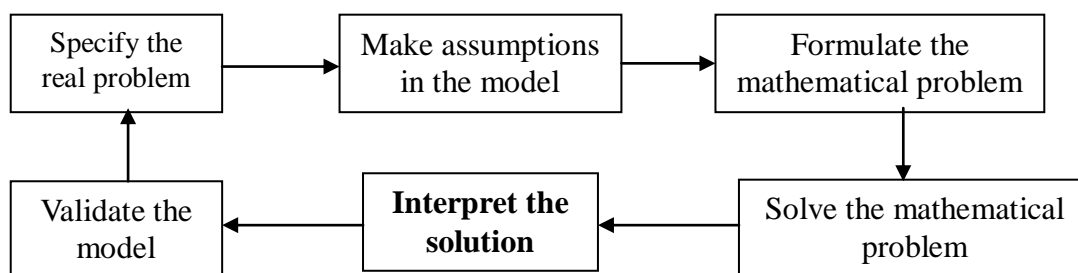 Specify the
real problem
Make assumptions
in the model
Formulate the
mathematical problem
Validate the
model
Interpret the
solution
Solve the mathematical
problem